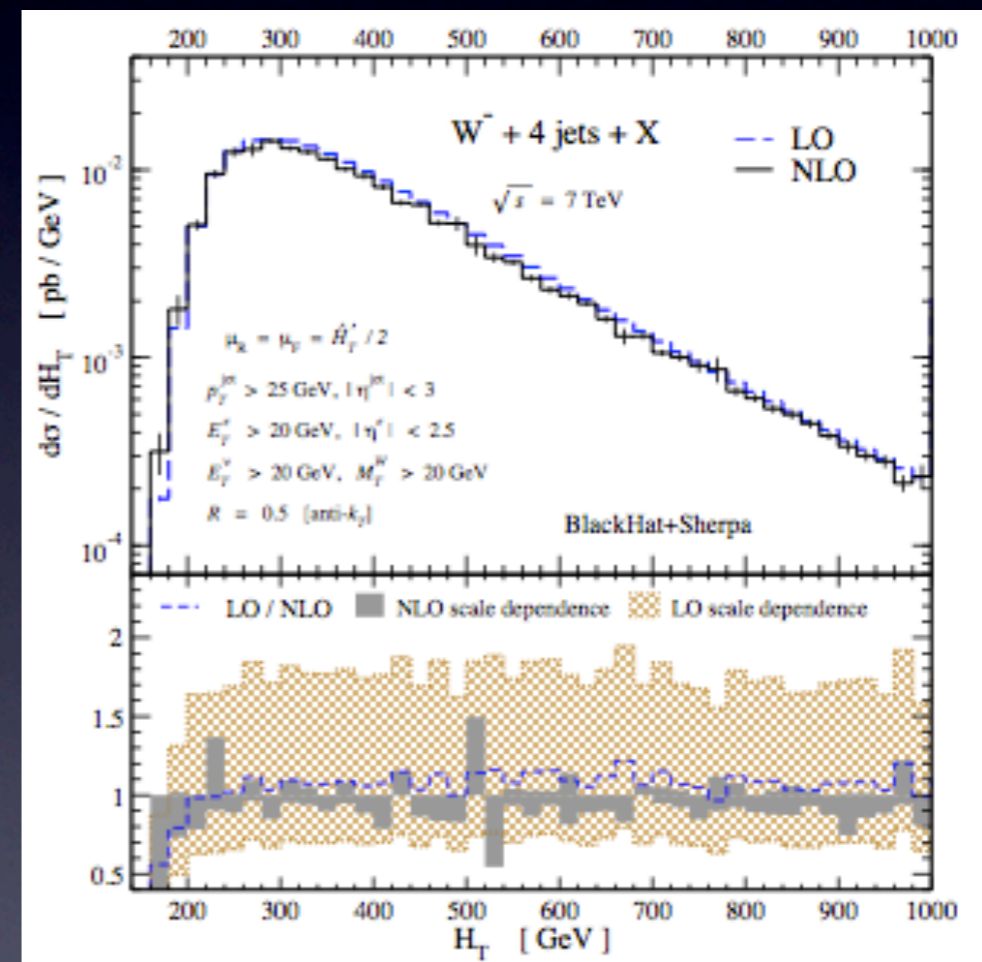 200 300 400 500 600 700 800 900 1000
W⁻ + 4 jets + X
LO
NLO
√s = 7 TeV
10⁻²
10⁻³
10⁻⁴
dσ / dH_T [ pb / GeV ]
μ_R = μ_F = Ĥ_T' / 2
p_T^jet > 25 GeV, | η^jet | < 3
E_T^e > 20 GeV, | η^e | < 2.5
E_T^ν > 20 GeV, M_T^W > 20 GeV
R = 0.5 [anti-k_T]
BlackHat+Sherpa
LO / NLO NLO scale dependence LO scale dependence
2
1.5
1
0.5
200 300 400 500 600 700 800 900 1000
H_T [ GeV ]